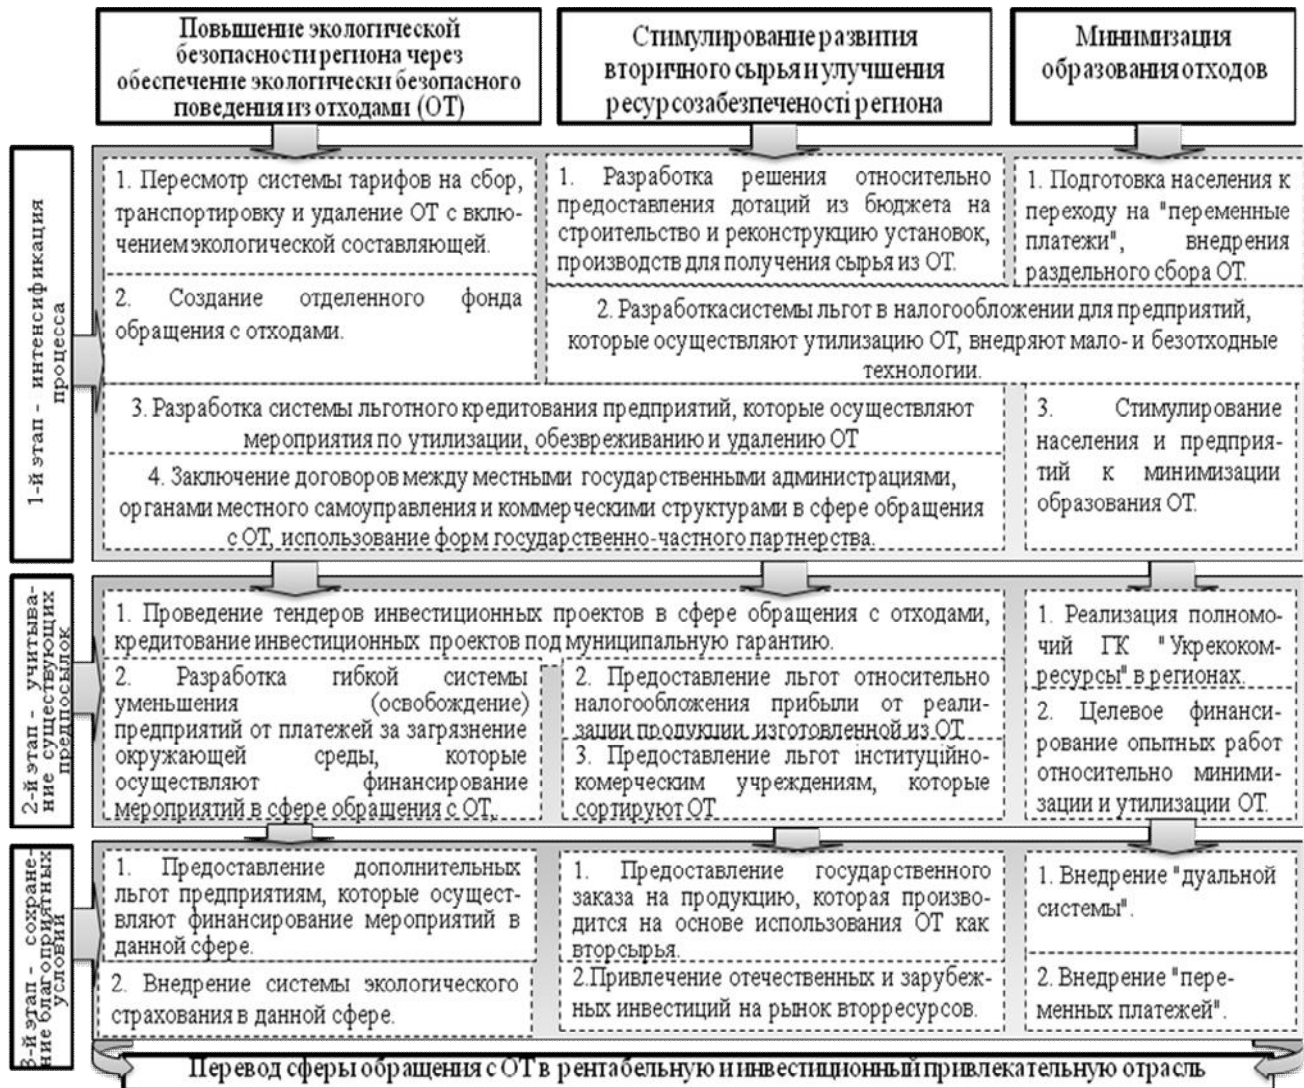 Повышение экологической
безопасности региона через
обеспечение экологически безопасного
поведения из отходами (ОТ)
Стимулирование развития
вторичного сырья и улучшения
ресурсозабезпеченості региона
Минимизация
образования отходов
1-й этап - интенсификация
процесса
1. Пересмотр системы тарифов на сбор,
транспортировку и удаление ОТ с вклю-
чением экологической составляющей.
2. Создание отделенного фонда
обращения с отходами.
1. Разработка решения относительно
предоставления дотаций из бюджета на
строительство и реконструкцию установок,
производств для получения сырья из ОТ.
1. Подготовка населения к
переходу на "переменные
платежи", внедрения
раздельного сбора ОТ.
2. Разработкасистемы льгот в налогообложении для предприятий,
которые осуществляют утилизацию ОТ, внедряют мало- и безотходные
технологии.
3. Разработка системы льготного кредитования предприятий, которые осуществляют
мероприятия по утилизации, обезвреживанию и удалению ОТ
4. Заключение договоров между местными государственными администрациями,
органами местного самоуправления и коммерческими структурами в сфере обращения
с ОТ, использование форм государственно-частного партнерства.
3. Стимулирование
населения и предприя-
тий к минимизации
образования ОТ.
2-й этап - учитыва-
ние существующих
предпосылок
1. Проведение тендеров инвестиционных проектов в сфере обращения с отходами,
кредитование инвестиционных проектов под муниципальную гарантию.
2. Разработка гибкой системы
уменьшения (освобождение)
предприятий от платежей за загрязнение
окружающей среды, которые
осуществляют финансирование
мероприятий в сфере обращения с ОТ,.
2. Предоставление льгот относительно
налогообложения прибыли от реали-
зации продукции, изготовленной из ОТ
3. Предоставление льгот інституційно-
комерческим учреждениям, которые
сортируют ОТ
1. Реализация полномо-
чий ГК "Укрекоком-
ресурсы" в регионах.
2. Целевое финанси-
рование опытных работ
относительно миними-
зации и утилизации ОТ.
3-й этап - сохране-
ние благоприятных
условий
1. Предоставление дополнительных
льгот предприятиям, которые осущест-
вляют финансирование мероприятий в
данной сфере.
2. Внедрение системы экологического
страхования в данной сфере.
1. Предоставление государственного
заказа на продукцию, которая произво-
дится на основе использования ОТ как
вторсырья.
2.Привлечение отечественных и зарубеж-
ных инвестиций на рынок вторресурсов.
1. Внедрение "дуальной
системы".
2. Внедрение "пере-
менных платежей".
Перевод сферы обращения с ОТ в рентабельную и инвестиционный привлекательную отрасль